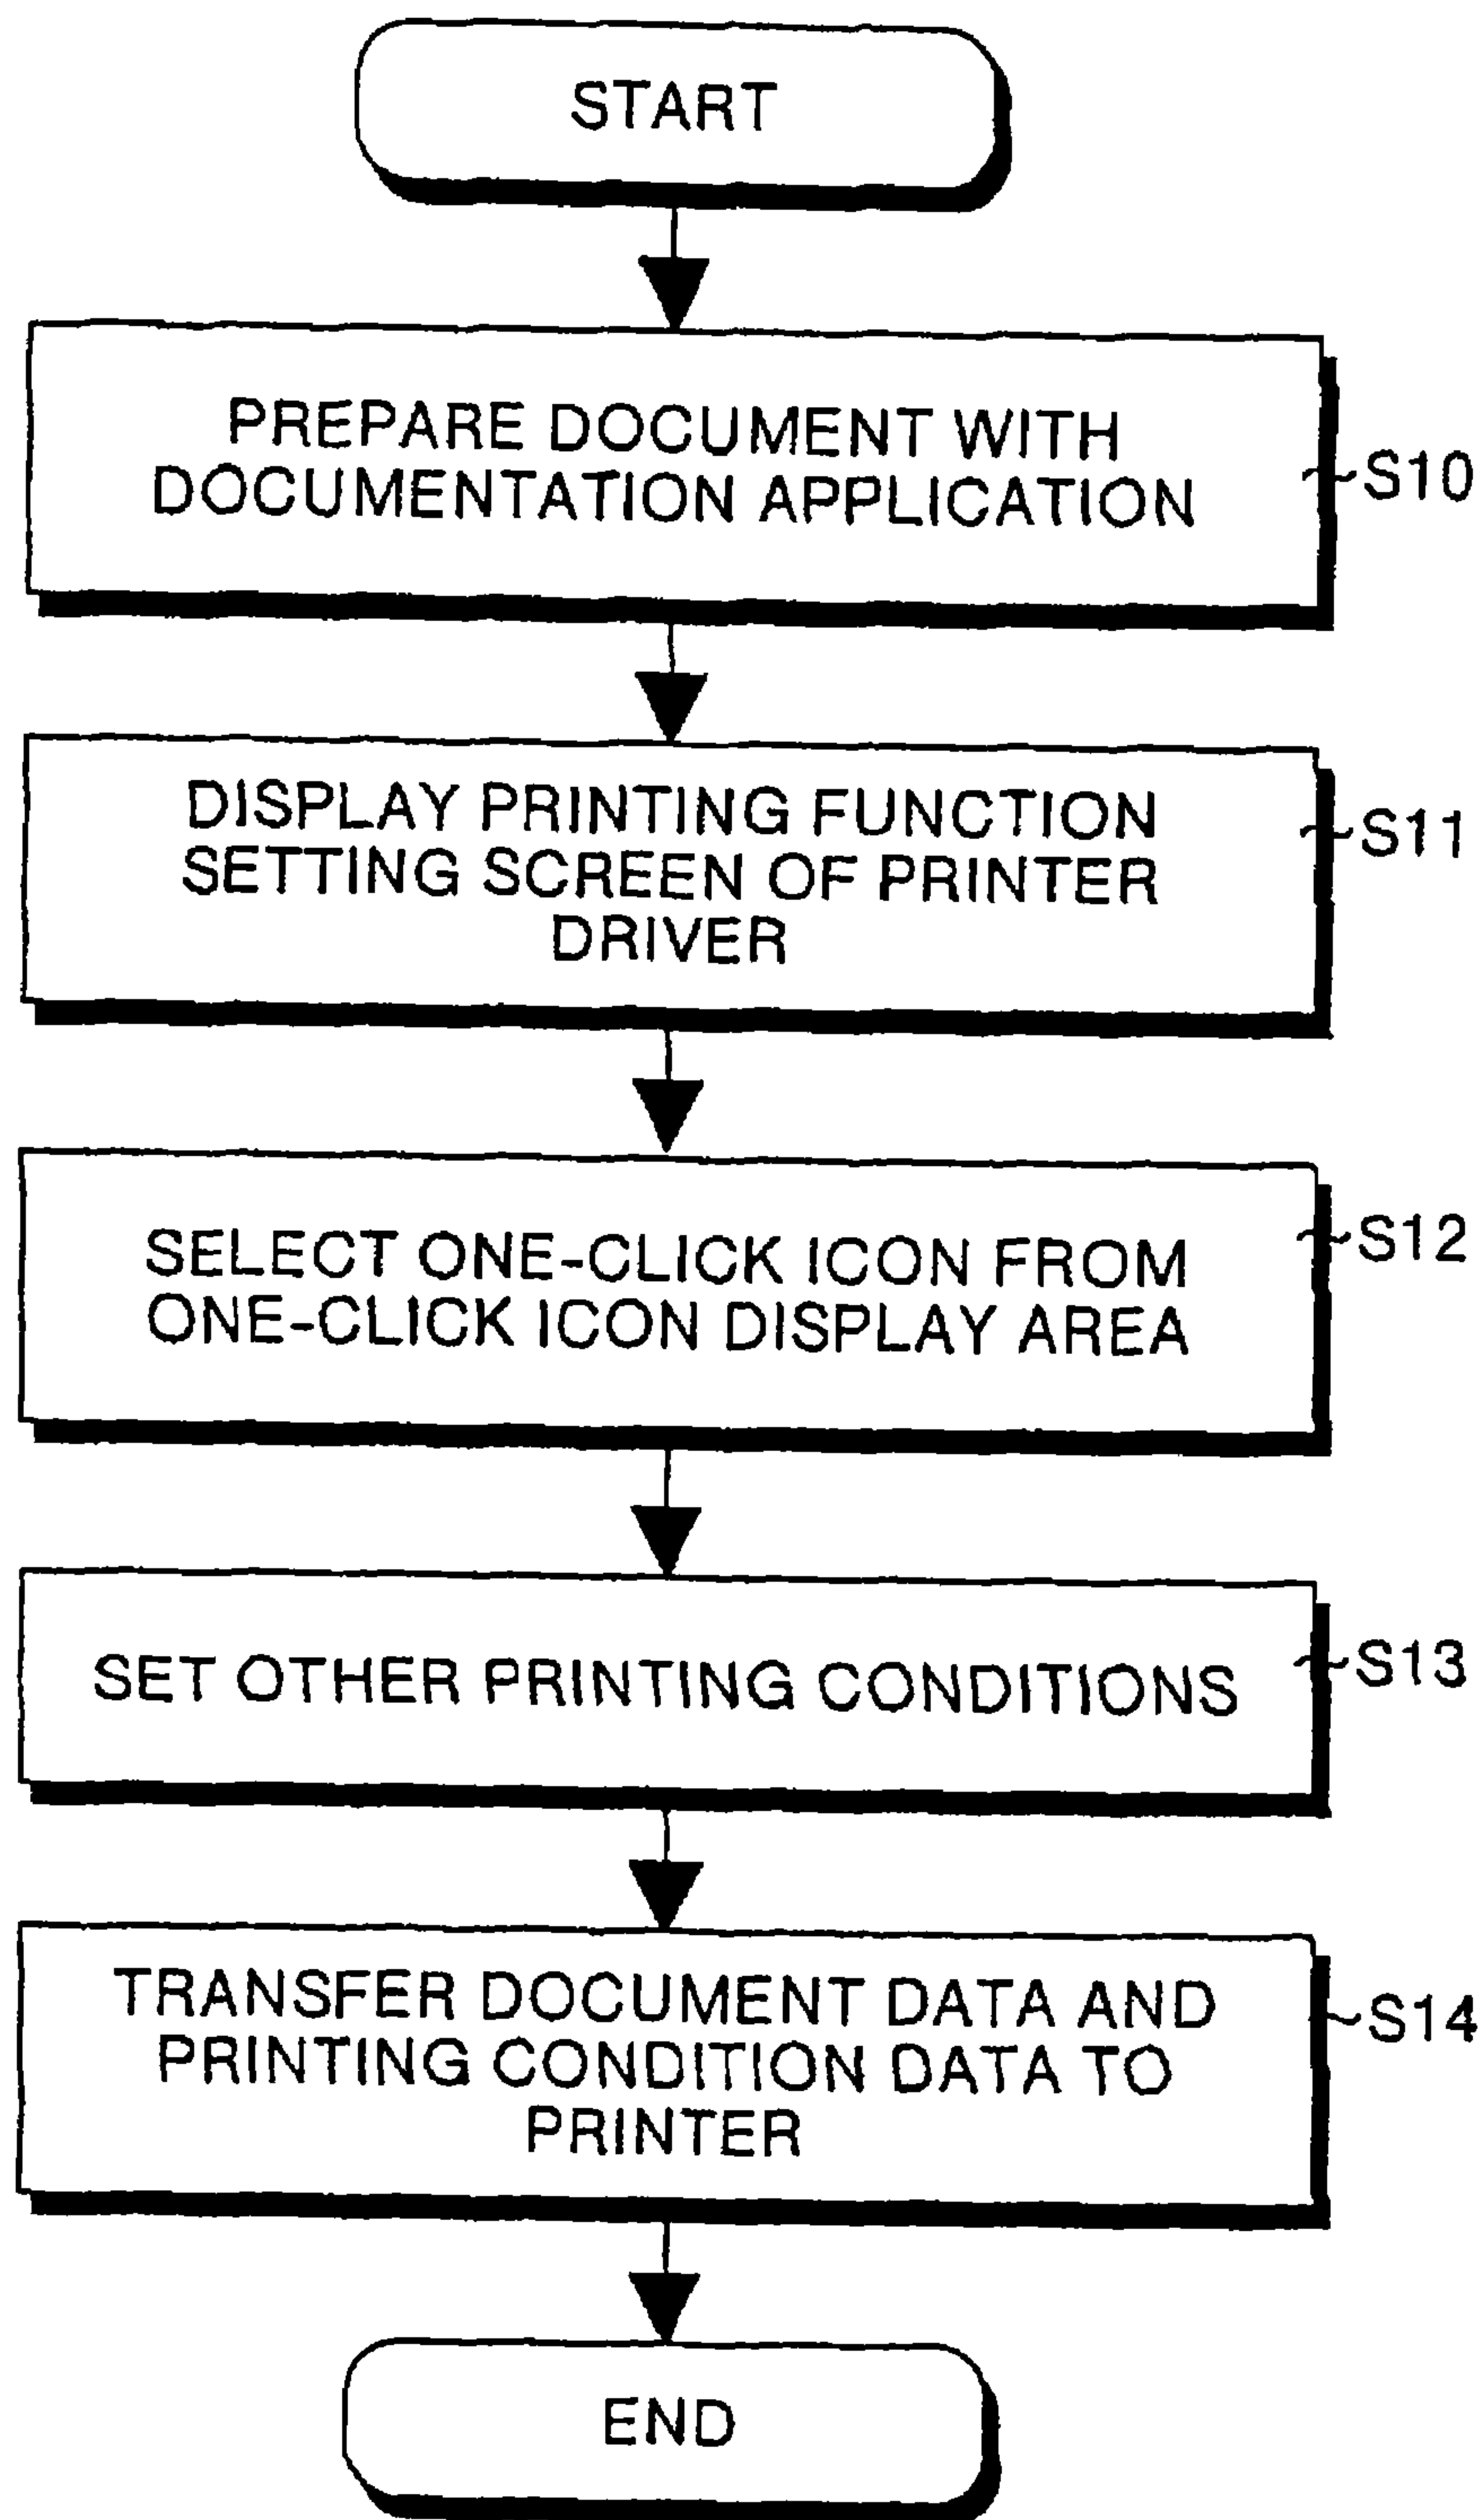 START
PREPARE DOCUMENT WITH
DOCUMENTATION APPLICATION
S10
DISPLAY PRINTING FUNCTION
SETTING SCREEN OF PRINTER
DRIVER
S11
SELECT ONE-CLICK ICON FROM
ONE-CLICK ICON DISPLAY AREA
S12
SET OTHER PRINTING CONDITIONS
S13
TRANSFER DOCUMENT DATA AND
PRINTING CONDITION DATA TO
PRINTER
S14
END